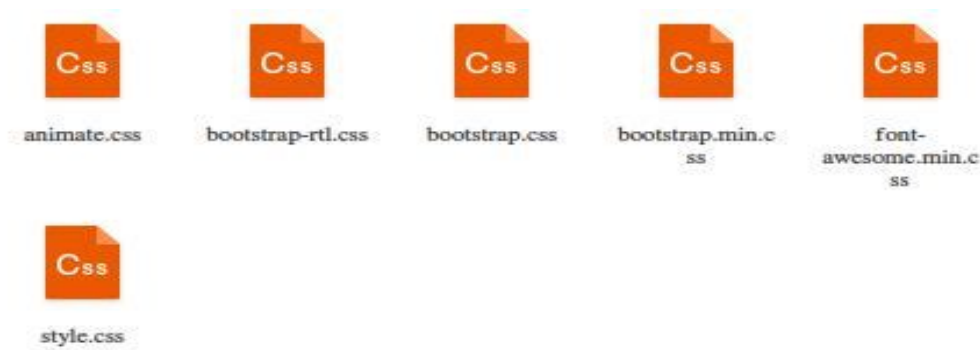 Css Css Css Css Css
animate.css bootstrap-rtl.css bootstrap.css bootstrap.min.c font-
ss awesome.min.c
ss
Css
style.css